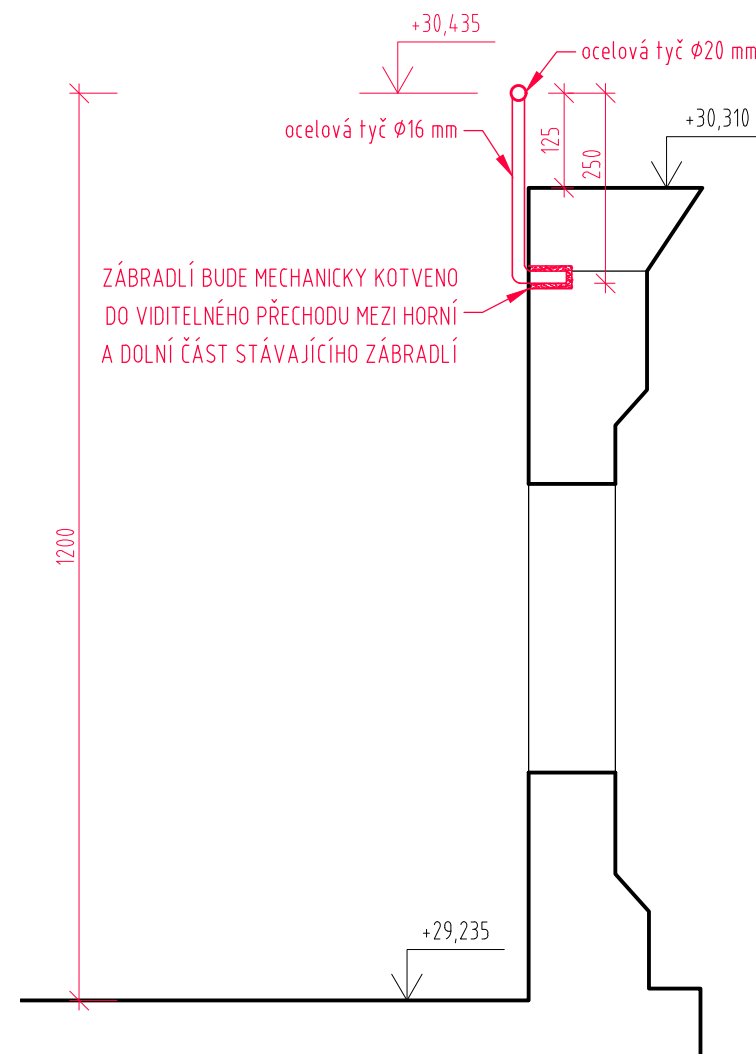 +30,435
ocelová tyč Ø20 mm
ocelová tyč Ø16 mm
125
250
+30,310
ZÁBRADLÍ BUDE MECHANICKY KOTVENO
DO VIDITELNÉHO PŘECHODU MEZI HORNÍ
A DOLNÍ ČÁST STÁVAJÍCÍHO ZÁBRADLÍ
1200
+29,235